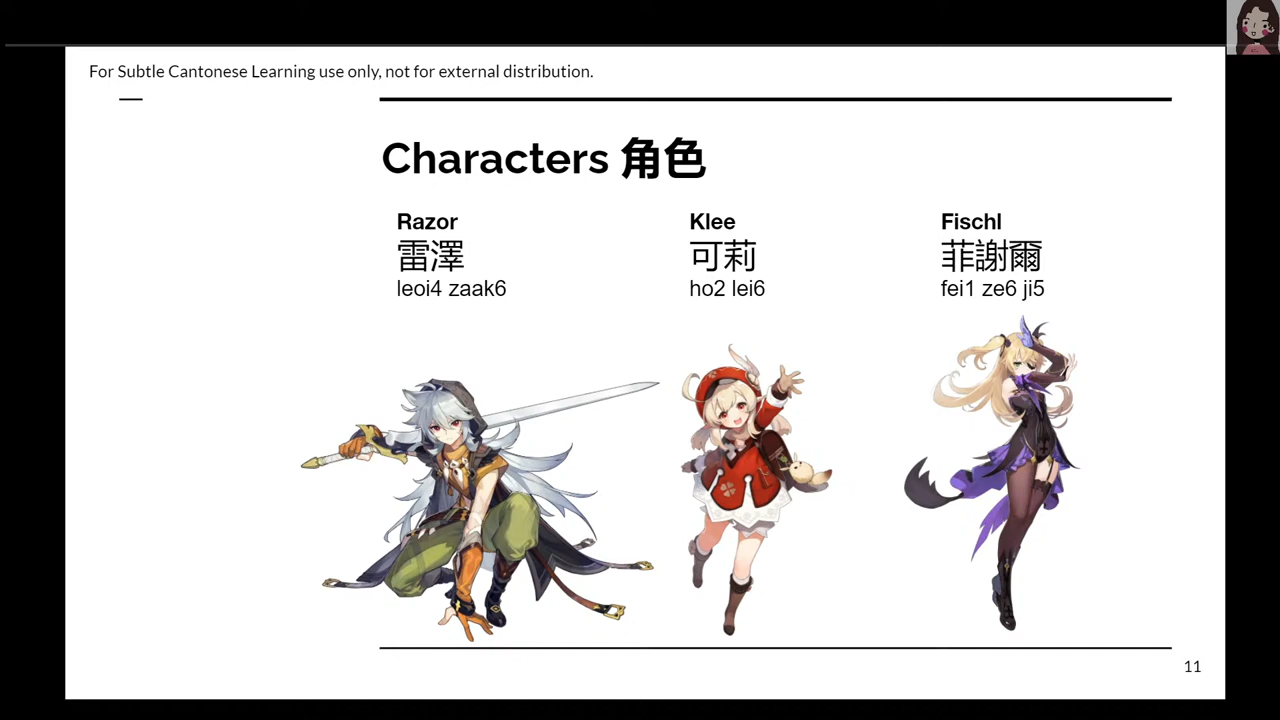 For Subtle Cantonese Learning use only, not for external distribution.
Characters 角色
Razor
雷澤
leoi4 zaak6
Klee
可莉
ho2 lei6
Fischl
菲謝爾
fei1 ze6 ji5
11